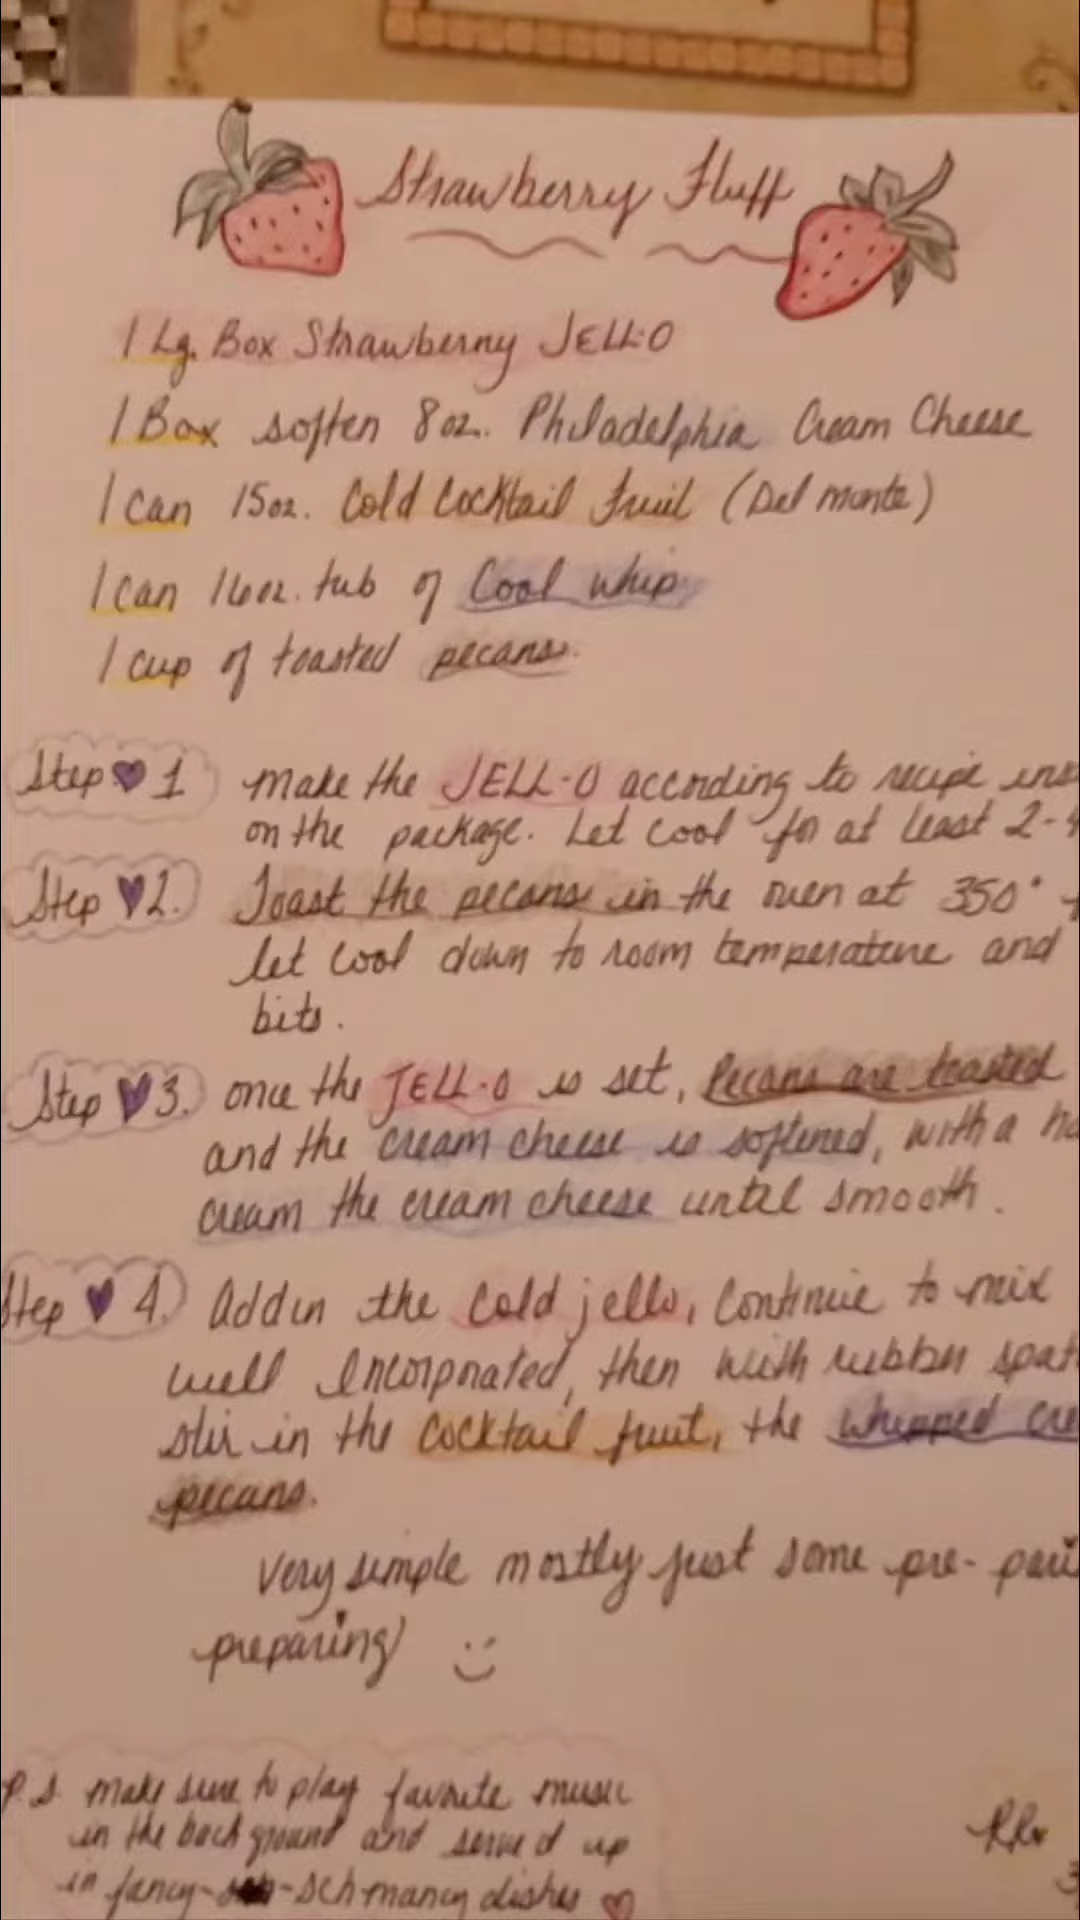 Strawberry Fluff
1 Lg. Box Strawberry JELL-O
1 Box soften 8oz. Philadelphia Cream Cheese
1 can 15oz. Cold Cocktail Fruit (Del monte)
1 can 16oz. tub of Cool whip
1 cup of toasted pecans.
Step 1 make the JELL-O according to recipe
on the package. Let cool for at least 2-4
Step 2. Toast the pecans in the oven at 350°
let cool down to room temperature and
bits.
Step 3. once the JELL-O is set, Pecans are toasted
and the cream cheese is softened, with a
cream the cream cheese until smooth.
Step 4. Add in the Cold jello, Continue to mix
well Incorporated, then with rubber
stir in the Cocktail fruit, the whipped
pecans.
Very simple mostly just some pre-
preparing
P.S. make sure to play favorite music
in the back ground and served up
in fancy- -schmancy dishes